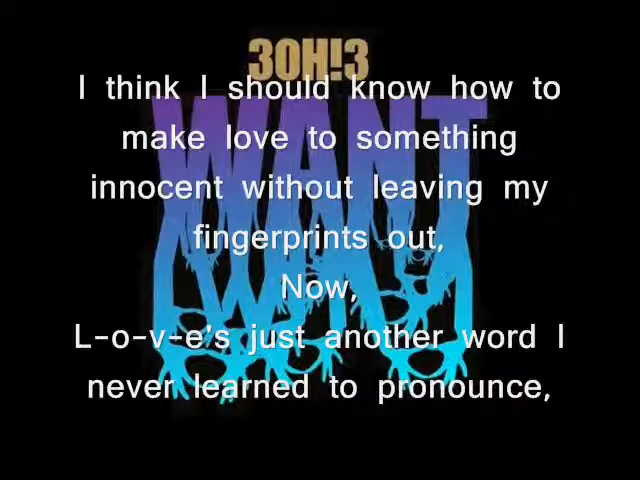 3OH!3
WANT
I think I should know how to
make love to something
innocent without leaving my
fingerprints out,
Now,
L-o-v-e's just another word I
never learned to pronounce,